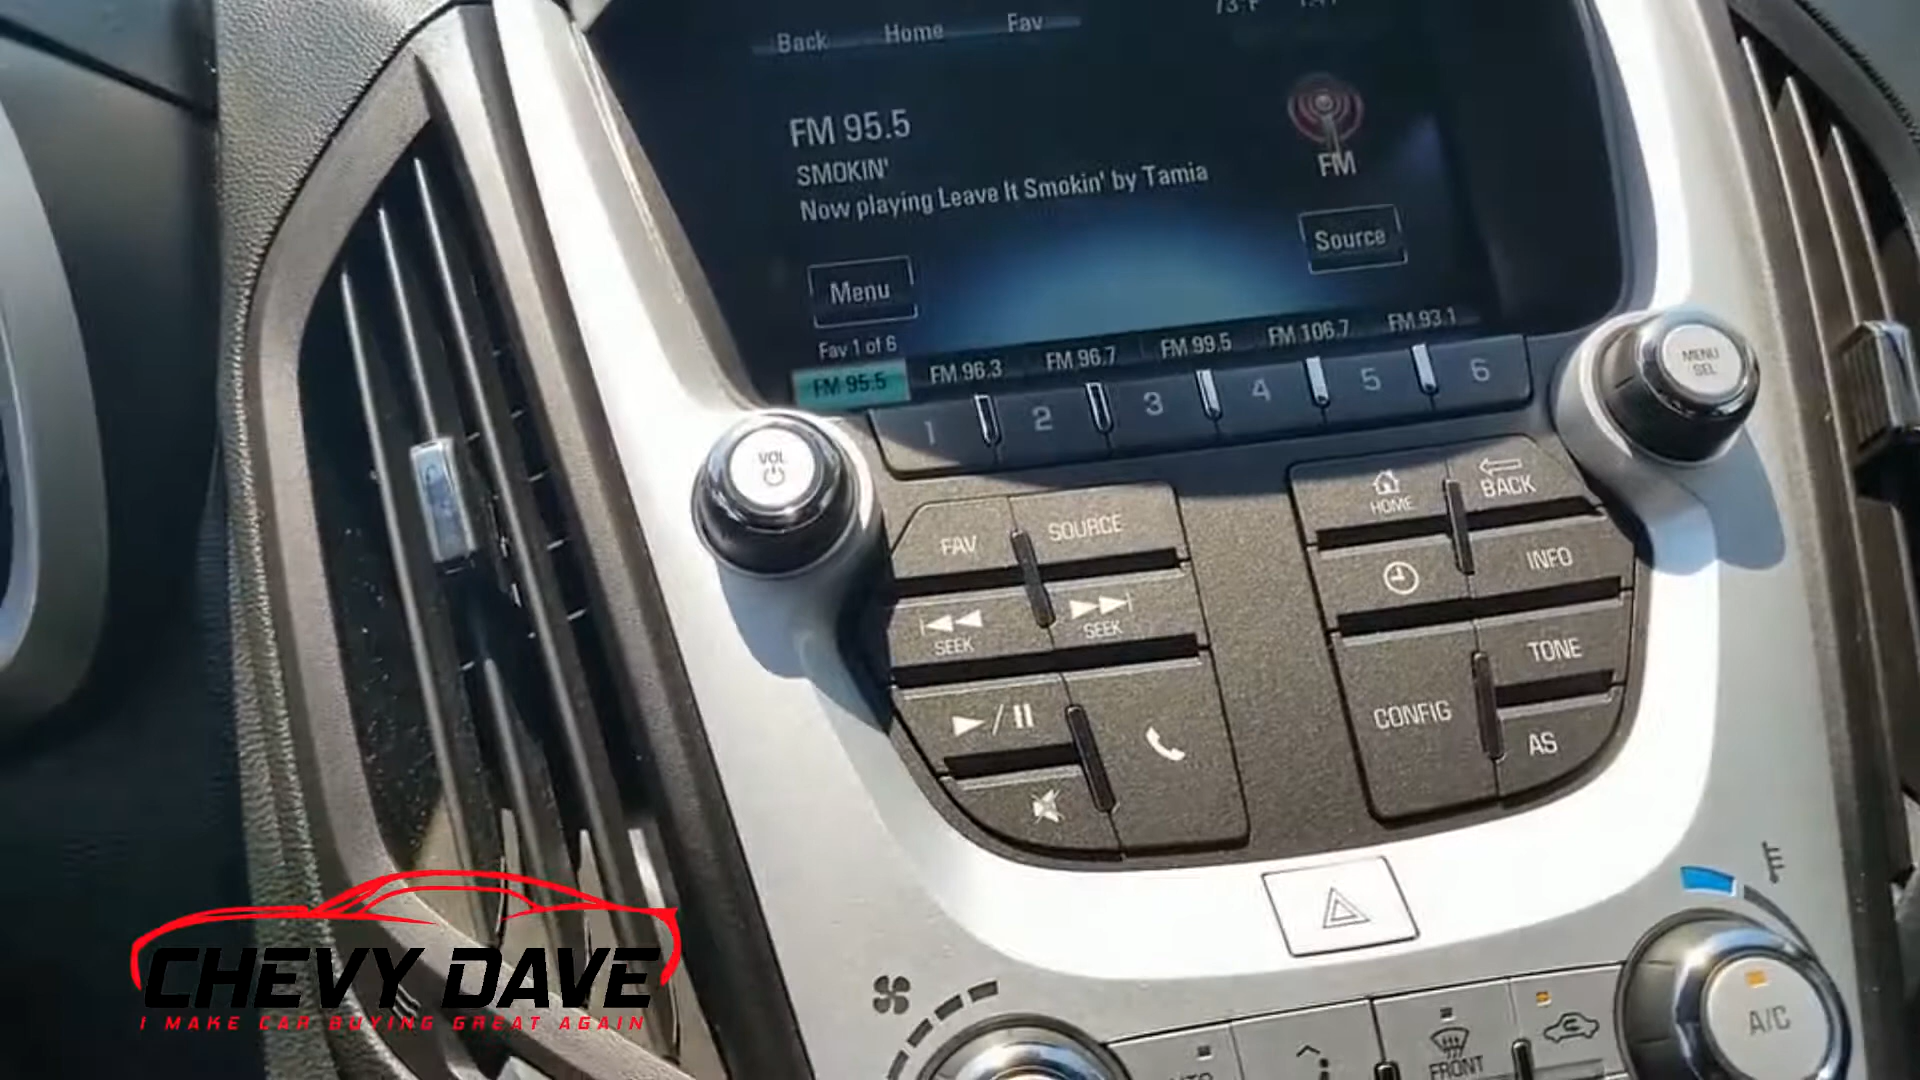 Back Home Fav
FM 95.5
SMOKIN'
Now playing Leave It Smokin' by Tamia
FM
Menu
Source
Fav 1 of 6
FM 95.5 FM 96.3 FM 96.7 FM 99.5 FM 106.7 FM 93.1
1 2 3 4 5 6
MENU
SEL
VOL
FAV SOURCE
HOME BACK
SEEK SEEK
INFO
TONE
CONFIG
AS
CHEVY DAVE
I MAKE CAR BUYING GREAT AGAIN
FRONT
A/C